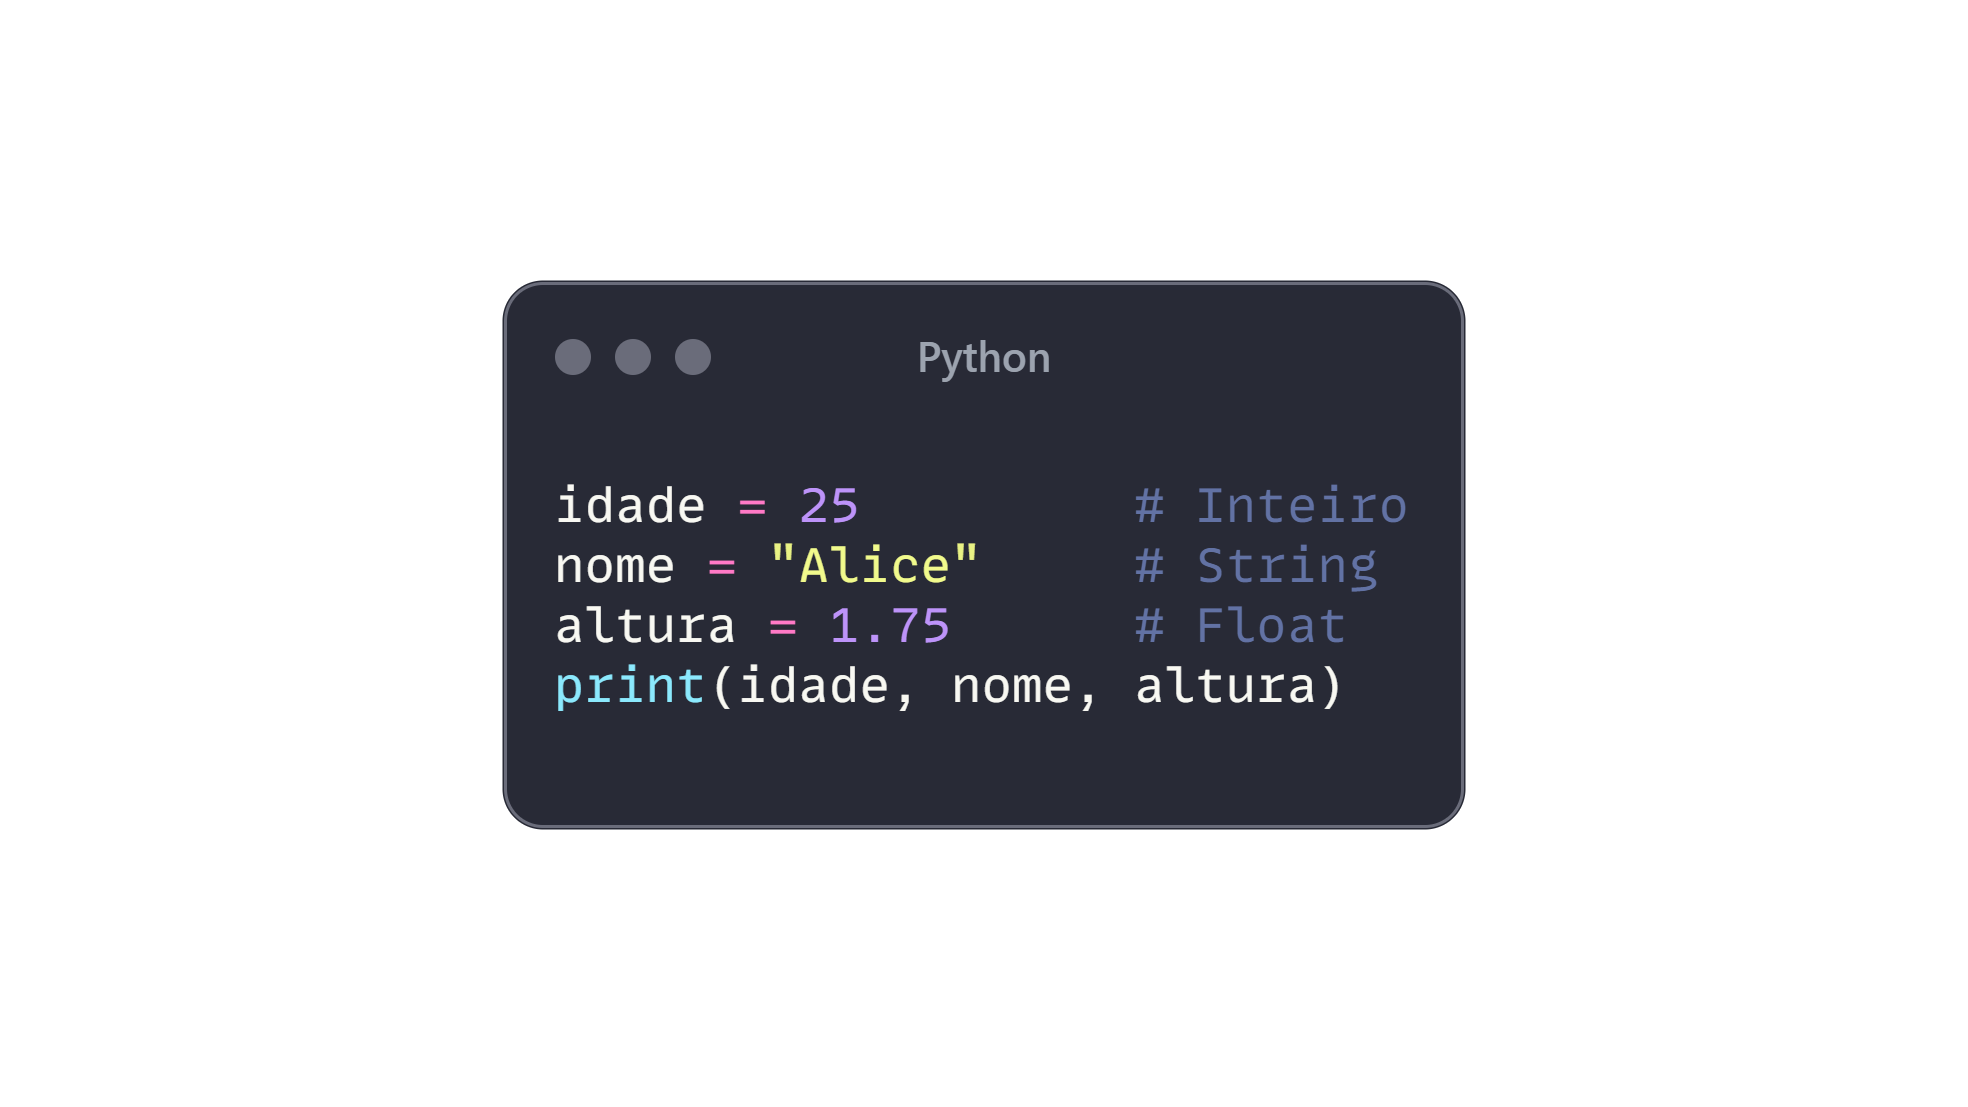 Python
idade = 25         # Inteiro
nome = "Alice"     # String
altura = 1.75      # Float
print(idade, nome, altura)